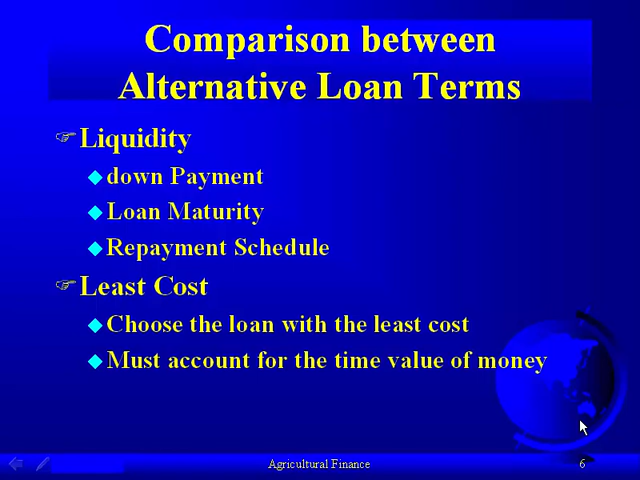 Comparison between
Alternative Loan Terms
Liquidity
down Payment
Loan Maturity
Repayment Schedule
Least Cost
Choose the loan with the least cost
Must account for the time value of money
Agricultural Finance
6